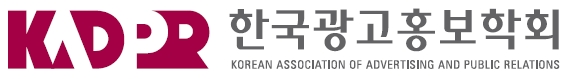 KADPR
한국광고홍보학회
KOREAN ASSOCIATION OF ADVERTISING AND PUBLIC RELATIONS